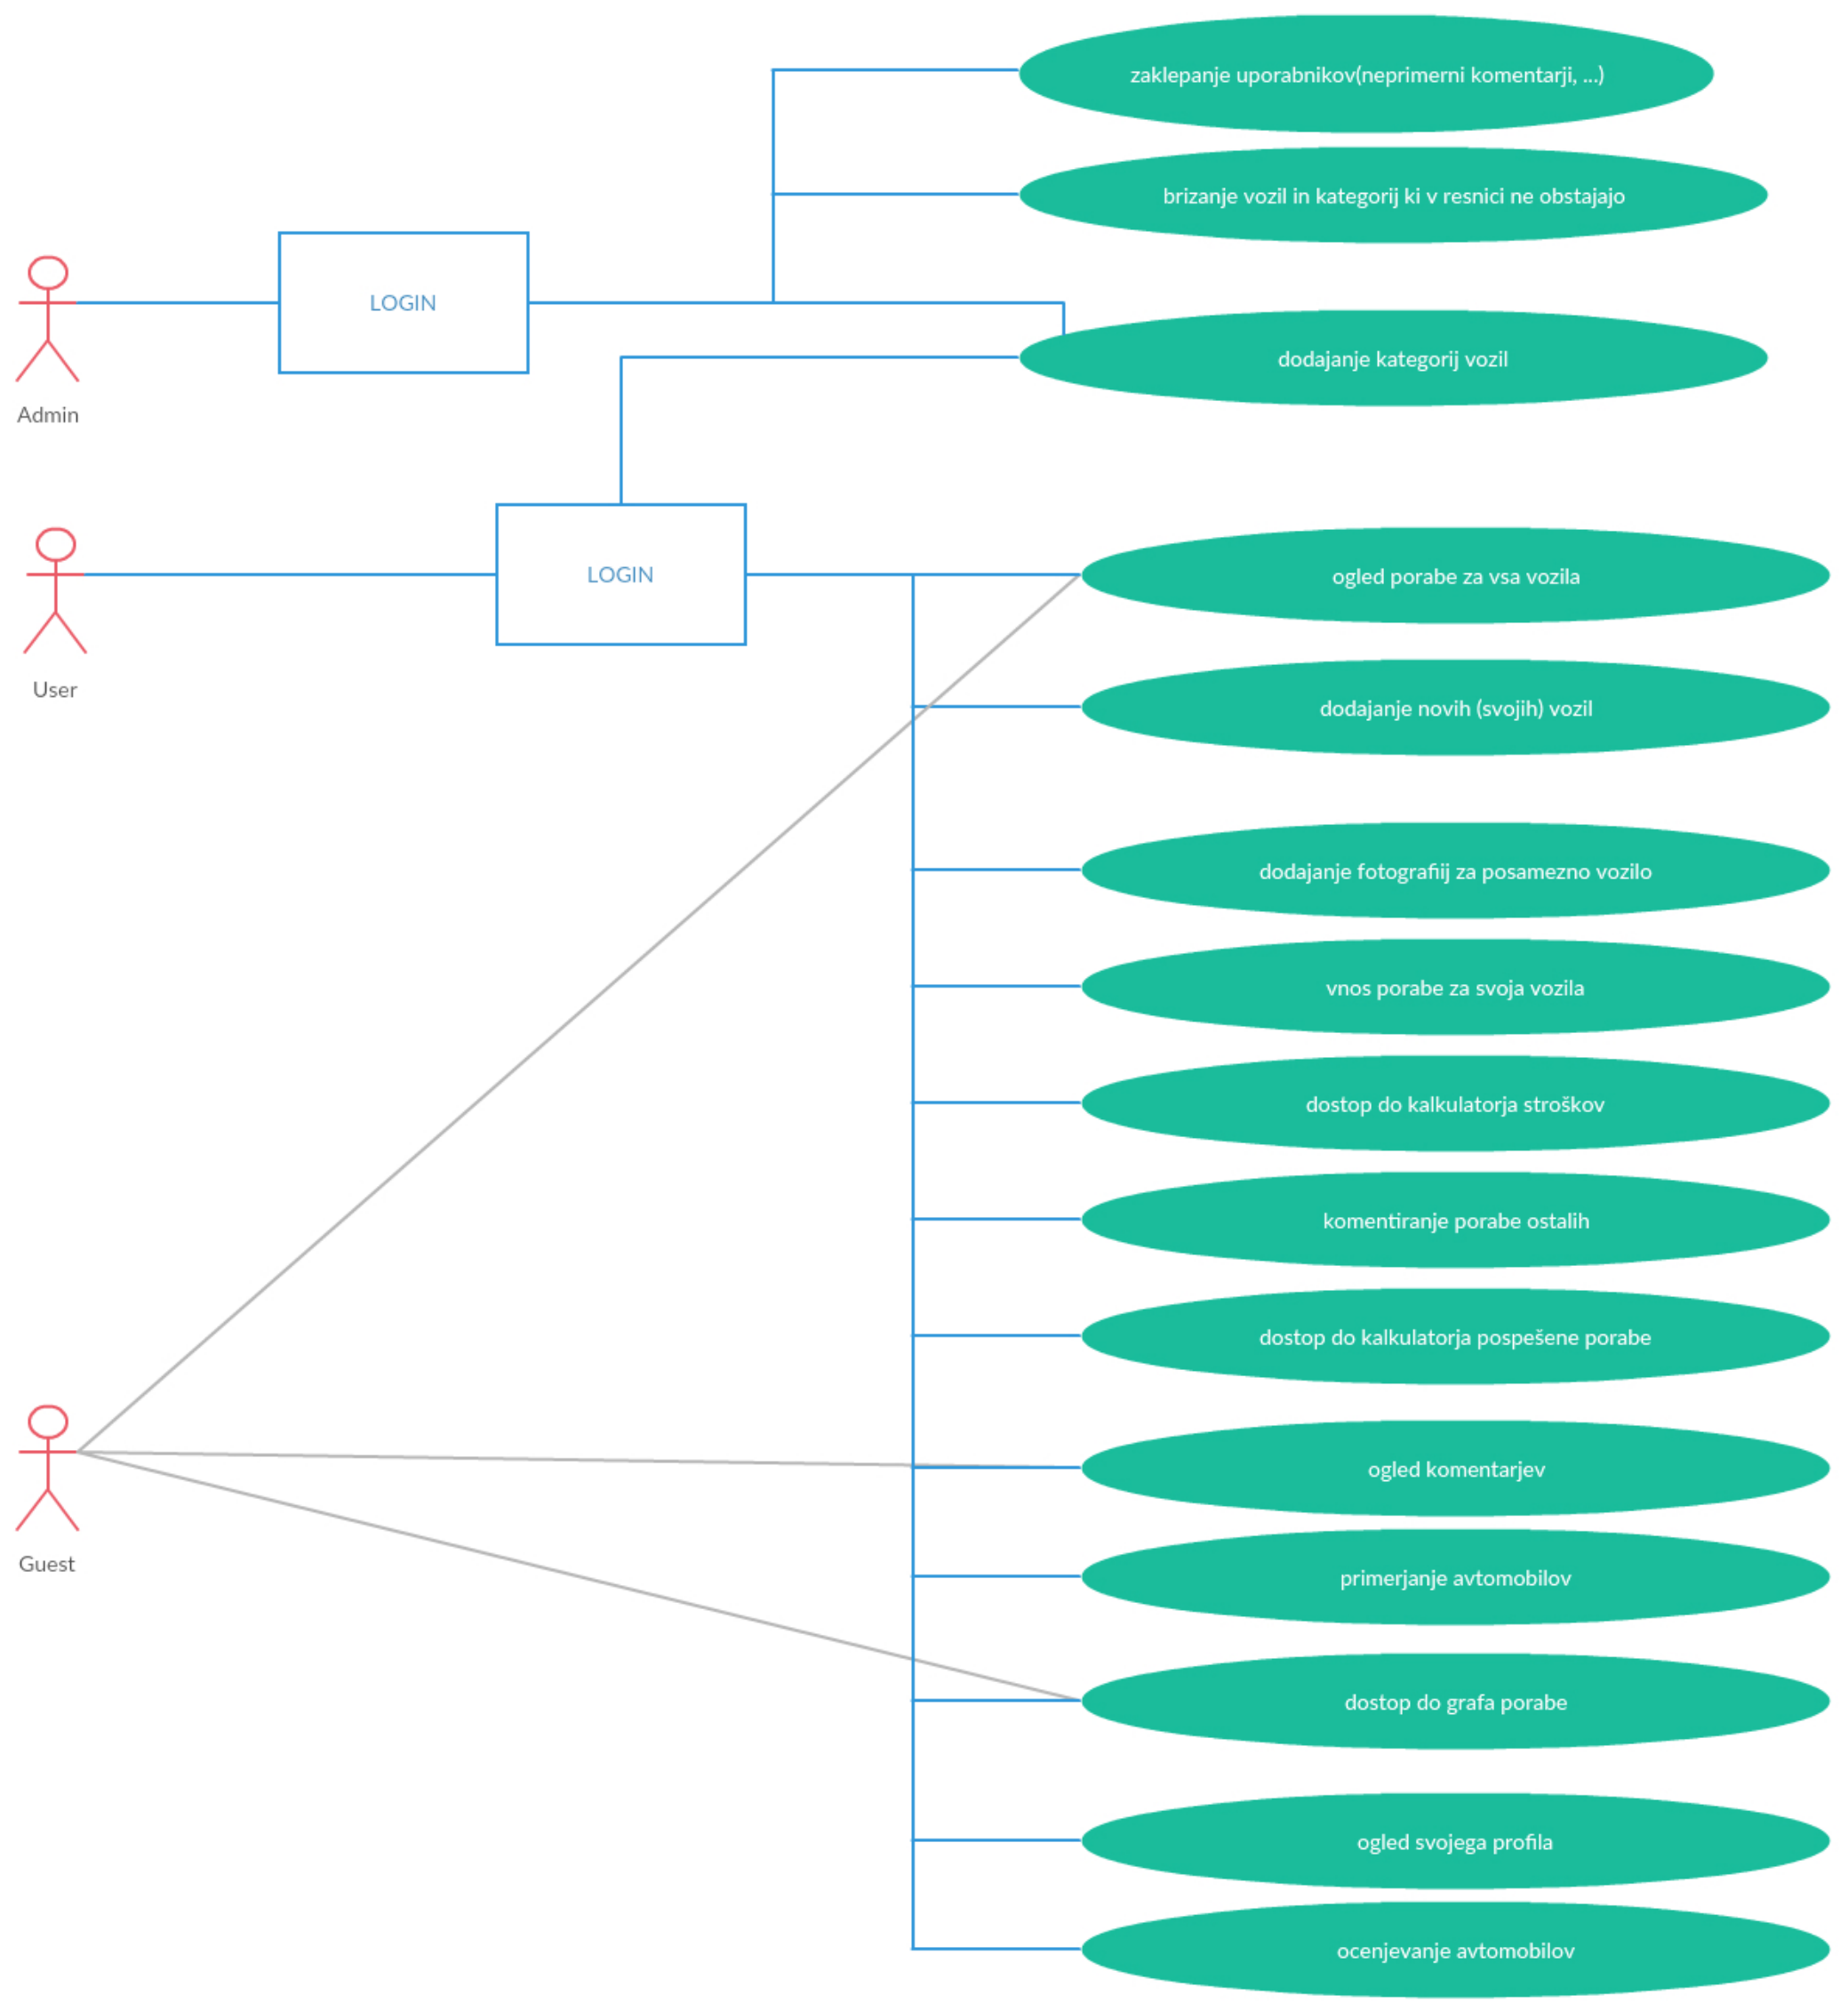 zaklepanje uporabnikov(neprimerni komentarji, ...)
brizanje vozil in kategorij ki v resnici ne obstajajo
LOGIN
dodajanje kategorij vozil
Admin
LOGIN
ogled porabe za vsa vozila
User
dodajanje novih (svojih) vozil
dodajanje fotografiij za posamezno vozilo
vnos porabe za svoja vozila
dostop do kalkulatorja stroškov
komentiranje porabe ostalih
dostop do kalkulatorja pospešene porabe
ogled komentarjev
Guest
primerjanje avtomobilov
dostop do grafa porabe
ogled svojega profila
ocenjevanje avtomobilov